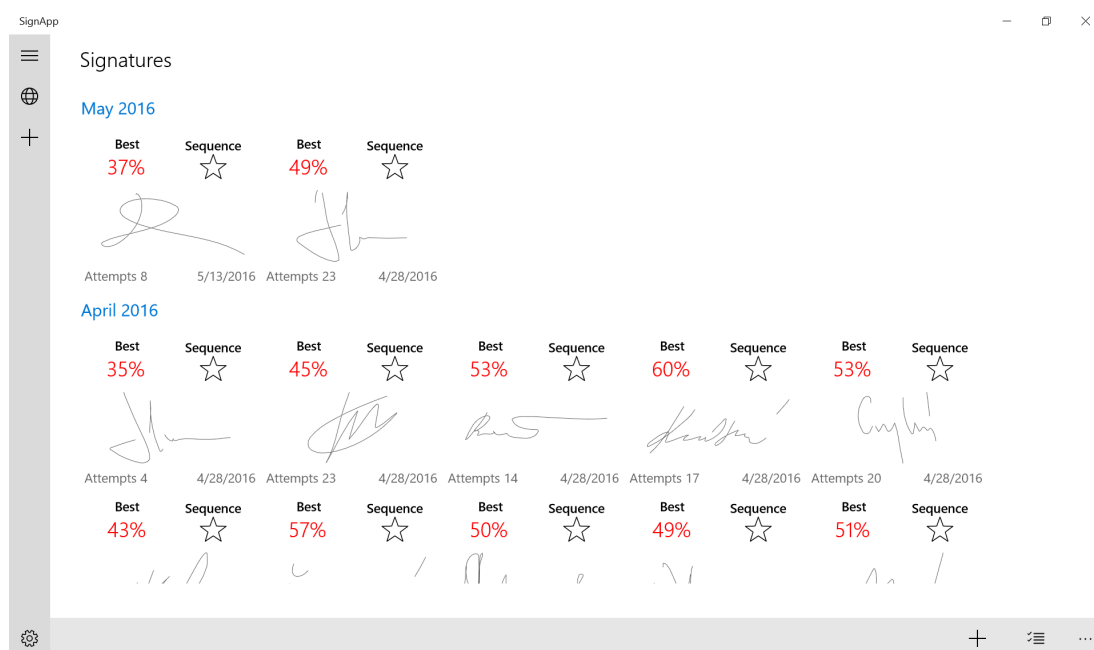 SignApp
Signatures
May 2016
Best Sequence Best Sequence
37% 49%
Attempts 8 5/13/2016 Attempts 23 4/28/2016
April 2016
Best Sequence Best Sequence Best Sequence Best Sequence Best Sequence
35% 45% 53% 60% 53%
Attempts 4 4/28/2016 Attempts 23 4/28/2016 Attempts 14 4/28/2016 Attempts 17 4/28/2016 Attempts 20 4/28/2016
Best Sequence Best Sequence Best Sequence Best Sequence Best Sequence
43% 57% 50% 49% 51%